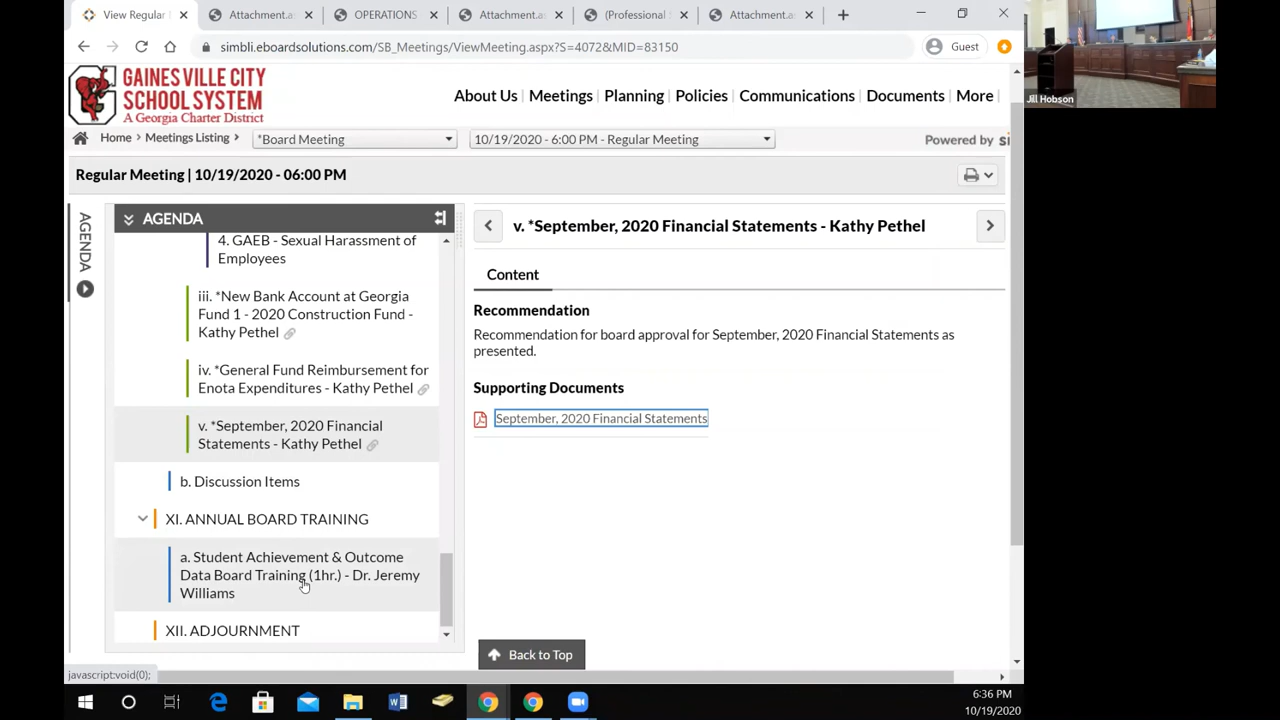 View Regular
Attachment.as
OPERATIONS
Attachment.as
(Professional
Attachment.as
simbli.eboardsolutions.com/SB_Meetings/ViewMeeting.aspx?S=4072&MID=83150
Guest
Jill Hobson
GAINESVILLE CITY
SCHOOL SYSTEM
A Georgia Charter District
About Us | Meetings | Planning | Policies | Communications | Documents | More |
Home > Meetings Listing >
*Board Meeting
10/19/2020 - 6:00 PM - Regular Meeting
Powered by si
Regular Meeting | 10/19/2020 - 06:00 PM
AGENDA
AGENDA
4. GAEB - Sexual Harassment of
Employees
iii. *New Bank Account at Georgia
Fund 1 - 2020 Construction Fund -
Kathy Pethel
iv. *General Fund Reimbursement for
Enota Expenditures - Kathy Pethel
v. *September, 2020 Financial
Statements - Kathy Pethel
b. Discussion Items
XI. ANNUAL BOARD TRAINING
a. Student Achievement & Outcome
Data Board Training (1hr.) - Dr. Jeremy
Williams
XII. ADJOURNMENT
v. *September, 2020 Financial Statements - Kathy Pethel
Content
Recommendation
Recommendation for board approval for September, 2020 Financial Statements as
presented.
Supporting Documents
September, 2020 Financial Statements
Back to Top
javascript:void(0);
6:36 PM
10/19/2020